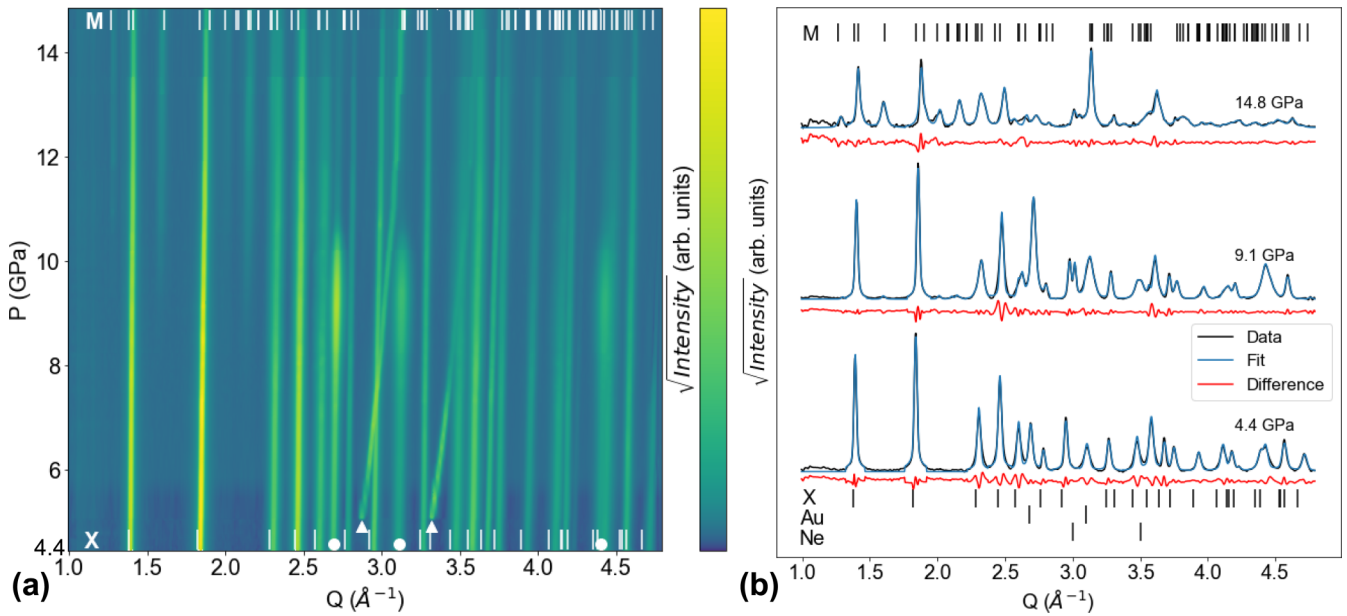 M
14
12
10
8
6
4.4
P (GPa)
X
1.0
1.5
2.0
2.5
3.0
3.5
4.0
4.5
Q (Å⁻¹)
(a)
√Intensity (arb. units)
√Intensity (arb. units)
M
14.8 GPa
9.1 GPa
Data
Fit
Difference
4.4 GPa
X
Au
Ne
1.0
1.5
2.0
2.5
3.0
3.5
4.0
4.5
Q (Å⁻¹)
(b)